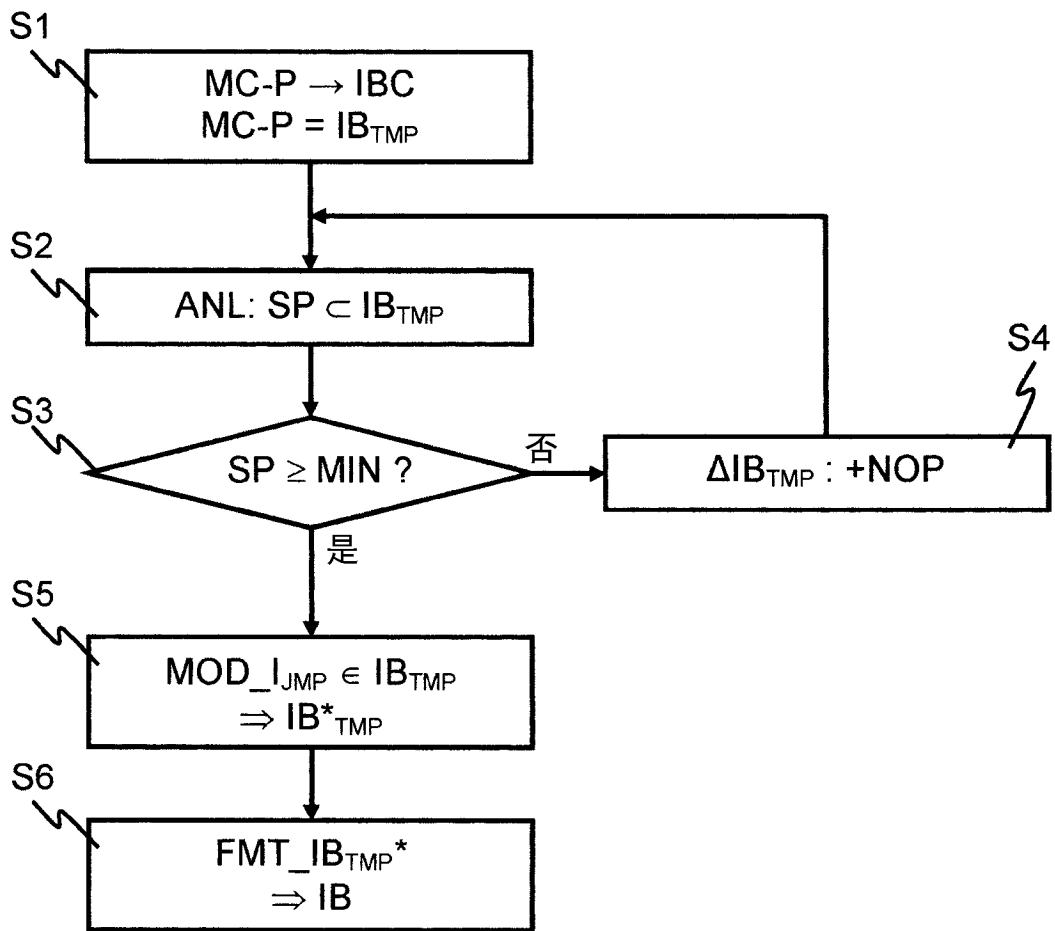 S1
MC-P → IBC
MC-P = IB_TMP
S2
ANL: SP ⊂ IB_TMP
S3
SP ≥ MIN ?
否
S4
ΔIB_TMP : +NOP
是
S5
MOD_I_JMP ∈ IB_TMP
⇒ IB*_TMP
S6
FMT_IB_TMP*
⇒ IB